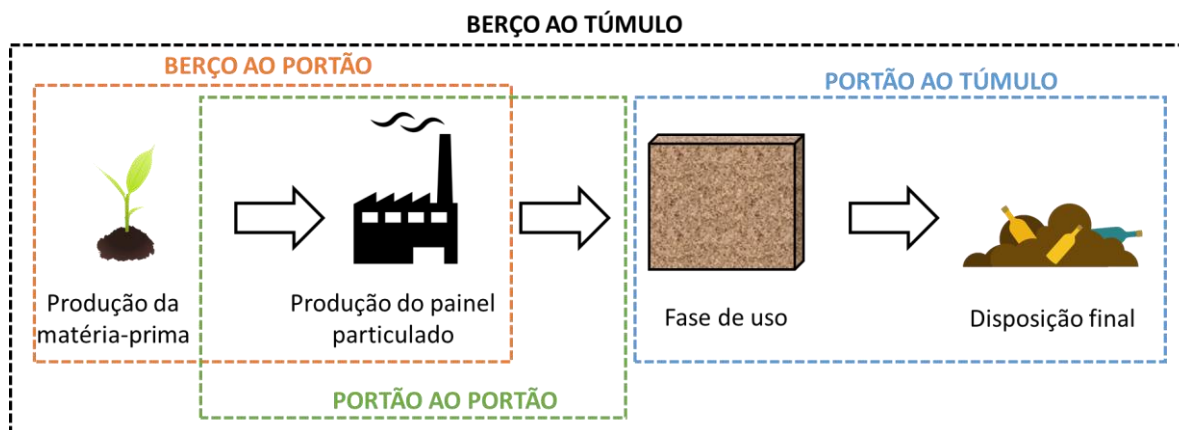 BERÇO AO TÚMULO
BERÇO AO PORTÃO
PORTÃO AO TÚMULO
Produção da
matéria-prima
Produção do painel
particulado
Fase de uso
Disposição final
PORTÃO AO PORTÃO